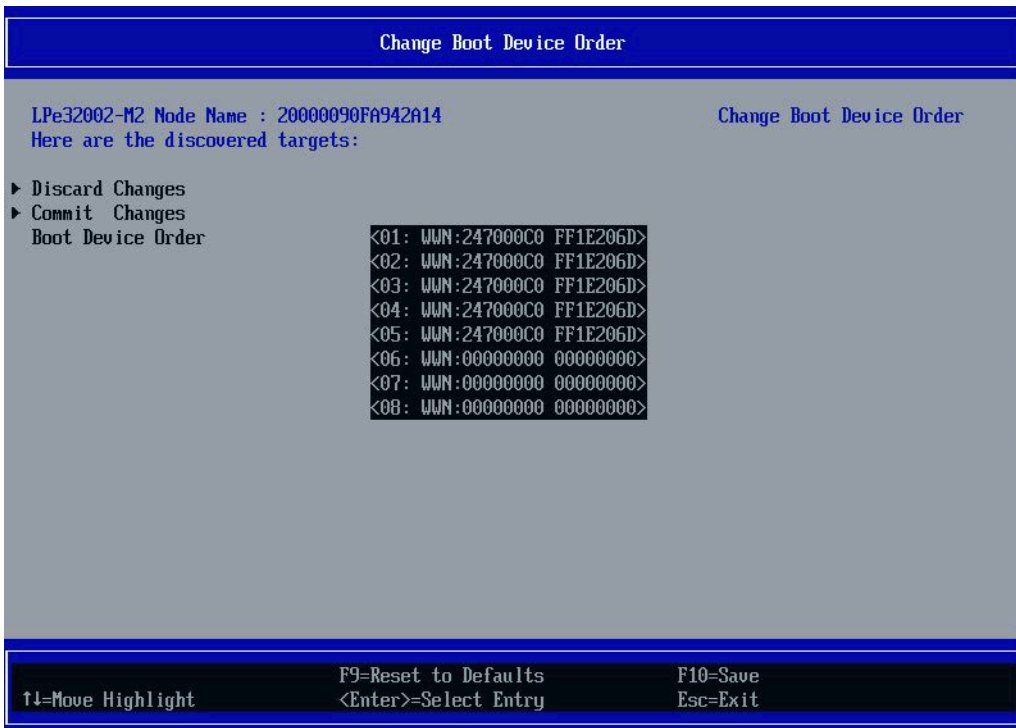 Change Boot Device Order
LPe32002-M2 Node Name : 20000090FA942A14
Change Boot Device Order
Here are the discovered targets:
▶ Discard Changes
▶ Commit  Changes
Boot Device Order
<01: WWN:247000C0 FF1E206D>
<02: WWN:247000C0 FF1E206D>
<03: WWN:247000C0 FF1E206D>
<04: WWN:247000C0 FF1E206D>
<05: WWN:247000C0 FF1E206D>
<06: WWN:00000000 00000000>
<07: WWN:00000000 00000000>
<08: WWN:00000000 00000000>
F9=Reset to Defaults
F10=Save
↑↓=Move Highlight
<Enter>=Select Entry
Esc=Exit